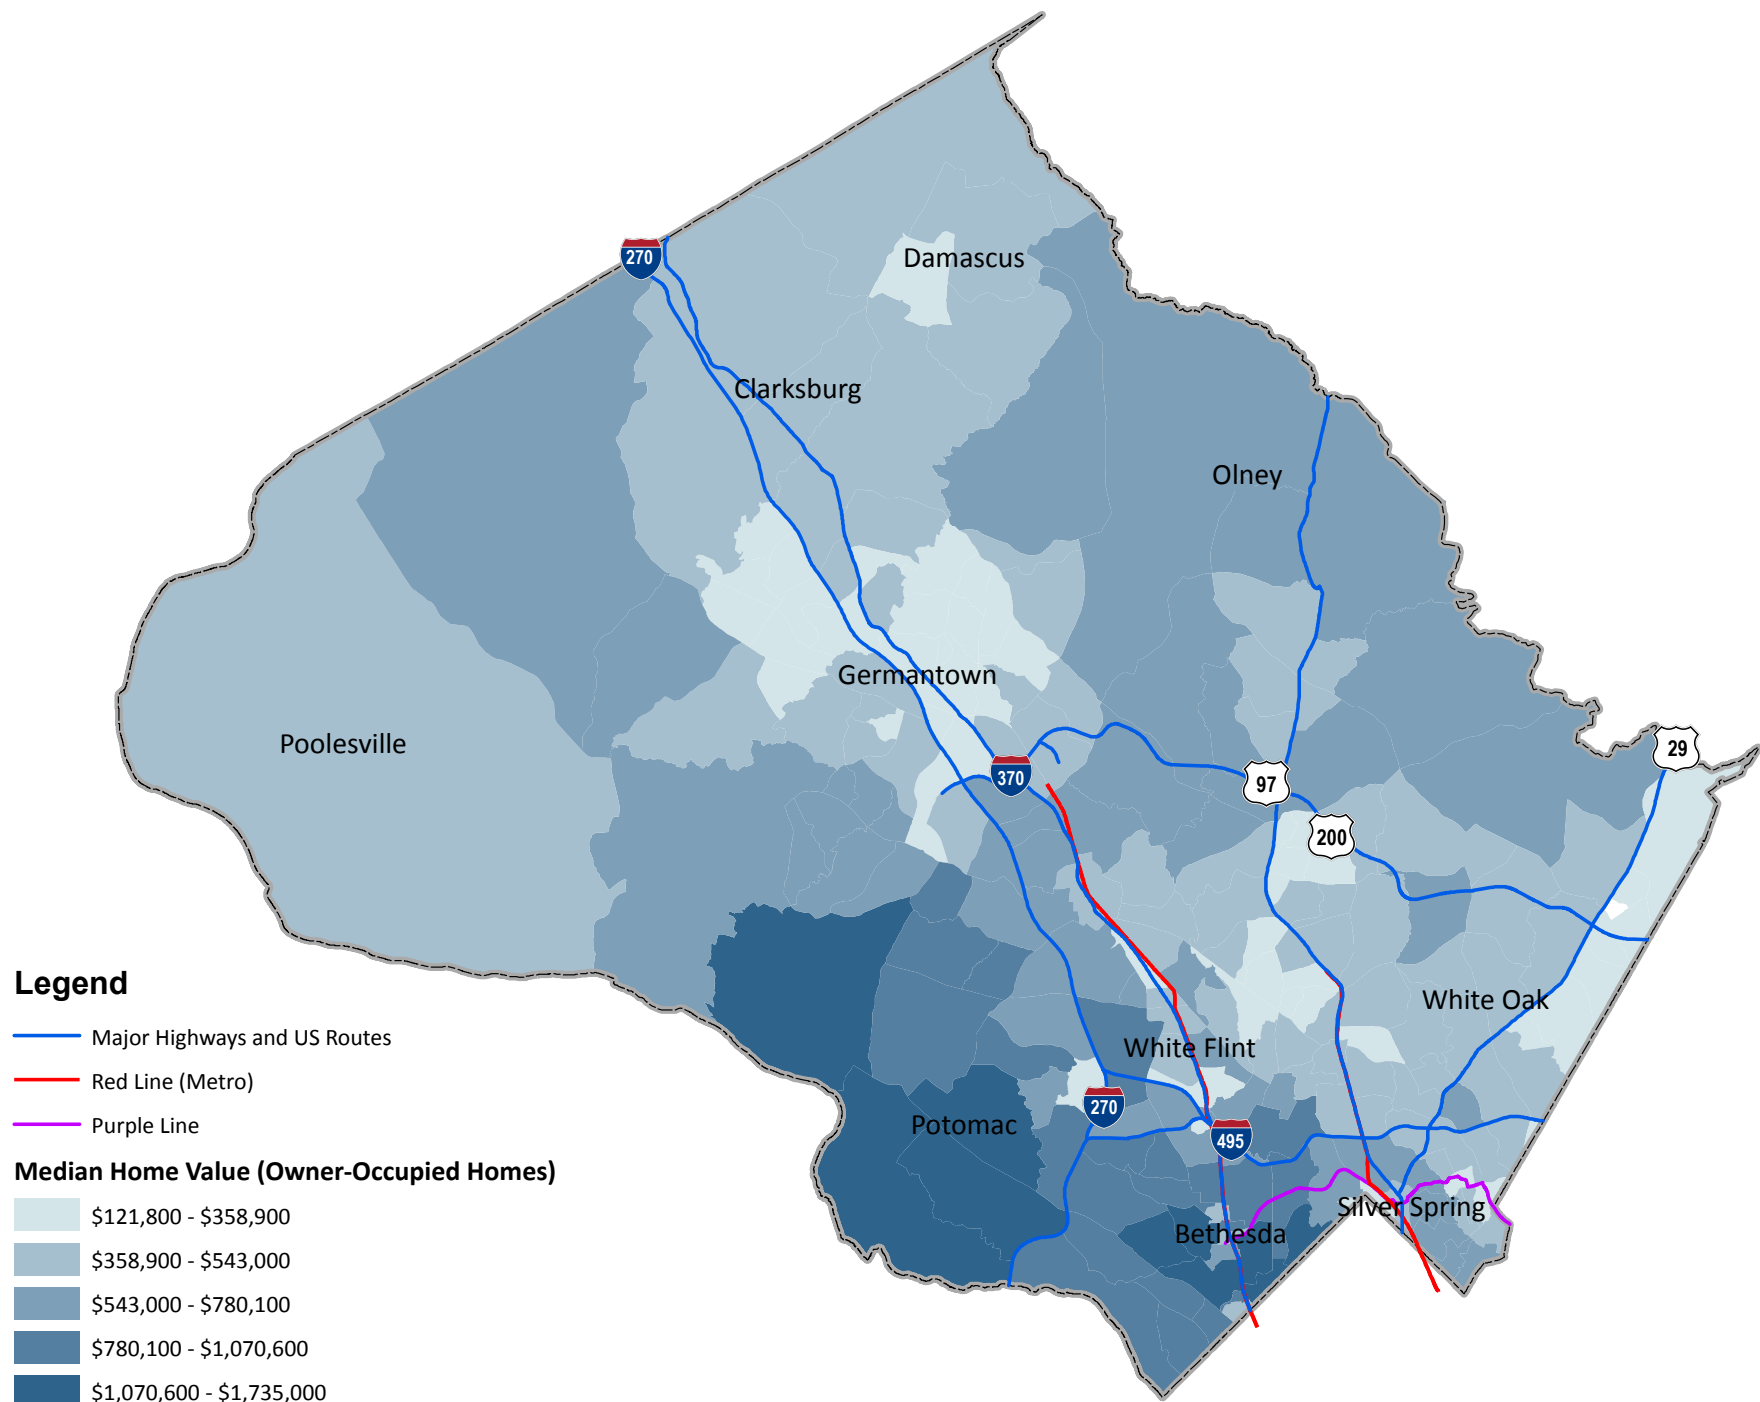 270
Damascus
Clarksburg
Olney
Germantown
Poolesville
29
370
97
200
Legend
White Oak
Major Highways and US Routes
White Flint
Red Line (Metro)
270
Potomac
Purple Line
495
Median Home Value (Owner-Occupied Homes)
Silver Spring
$121,800 - $358,900
Bethesda
$358,900 - $543,000
$543,000 - $780,100
$780,100 - $1,070,600
$1,070,600 - $1,735,000